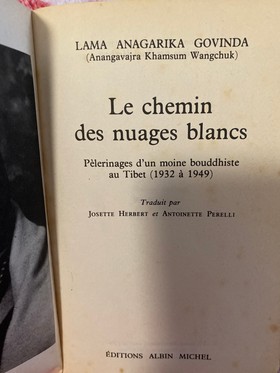 LAMA ANAGARIKA GOVINDA
(Anangavajra Khamsum Wangchuk)
Le chemin
des nuages blancs
Pèlerinages d'un moine bouddhiste
au Tibet (1932 à 1949)
Traduit par
Josette Herbert et Antoinette Perelli
ÉDITIONS ALBIN MICHEL